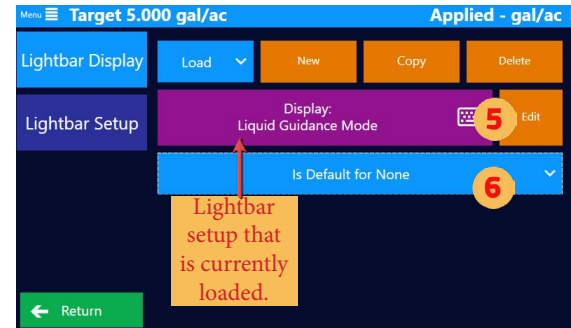 Menu Target 5.000 gal/ac Applied - gal/ac
Lightbar Display Load New Copy Delete
Lightbar Setup
Display:
Liquid Guidance Mode
5 Edit
Is Default for None
6
Lightbar
setup that
is currently
loaded.
Return